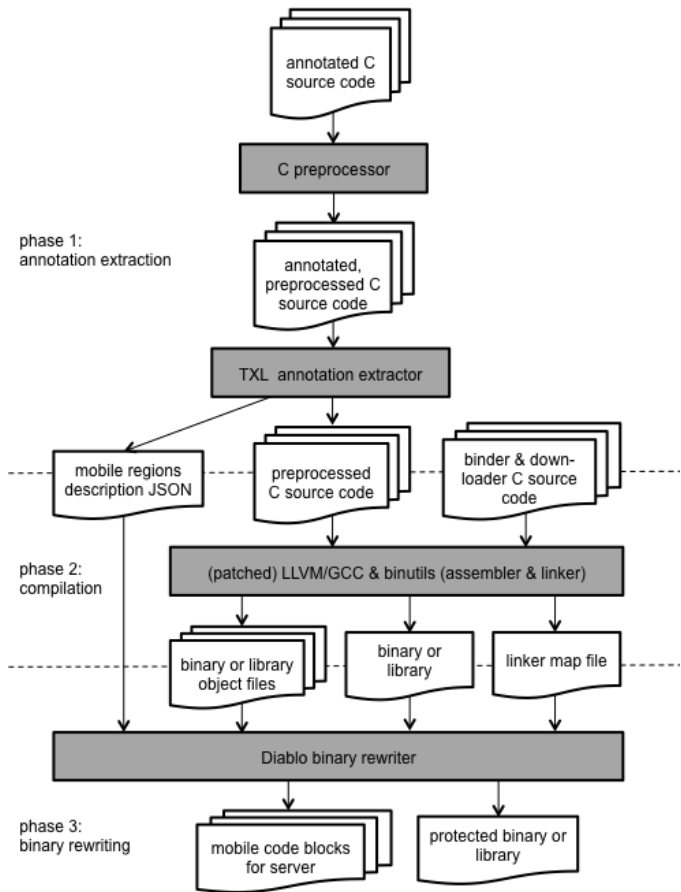 annotated C
source code
C preprocessor
phase 1:
annotation extraction
annotated,
preprocessed C
source code
TXL annotation extractor
mobile regions
description JSON
preprocessed
C source code
binder & down-
loader C source
code
phase 2:
compilation
(patched) LLVM/GCC & binutils (assembler & linker)
binary or library
object files
binary or
library
linker map file
Diablo binary rewriter
phase 3:
binary rewriting
mobile code blocks
for server
protected binary or
library